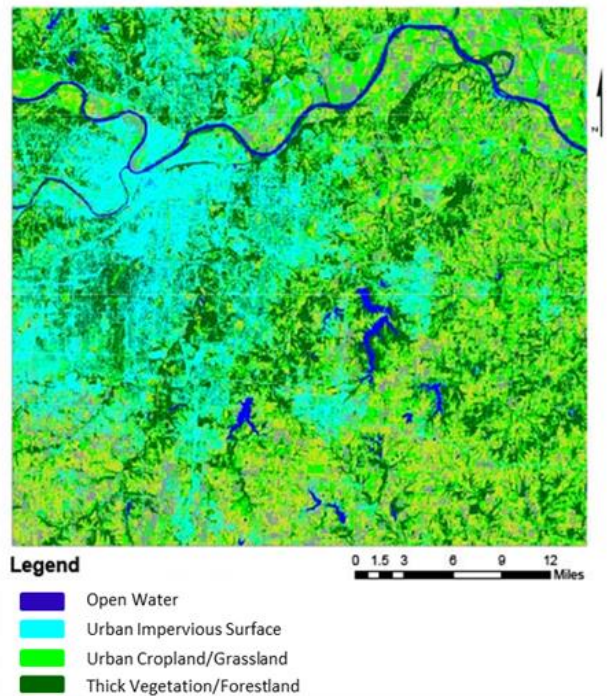 N
Legend
0 1.5 3 6 9 12
Miles
Open Water
Urban Impervious Surface
Urban Cropland/Grassland
Thick Vegetation/Forestland